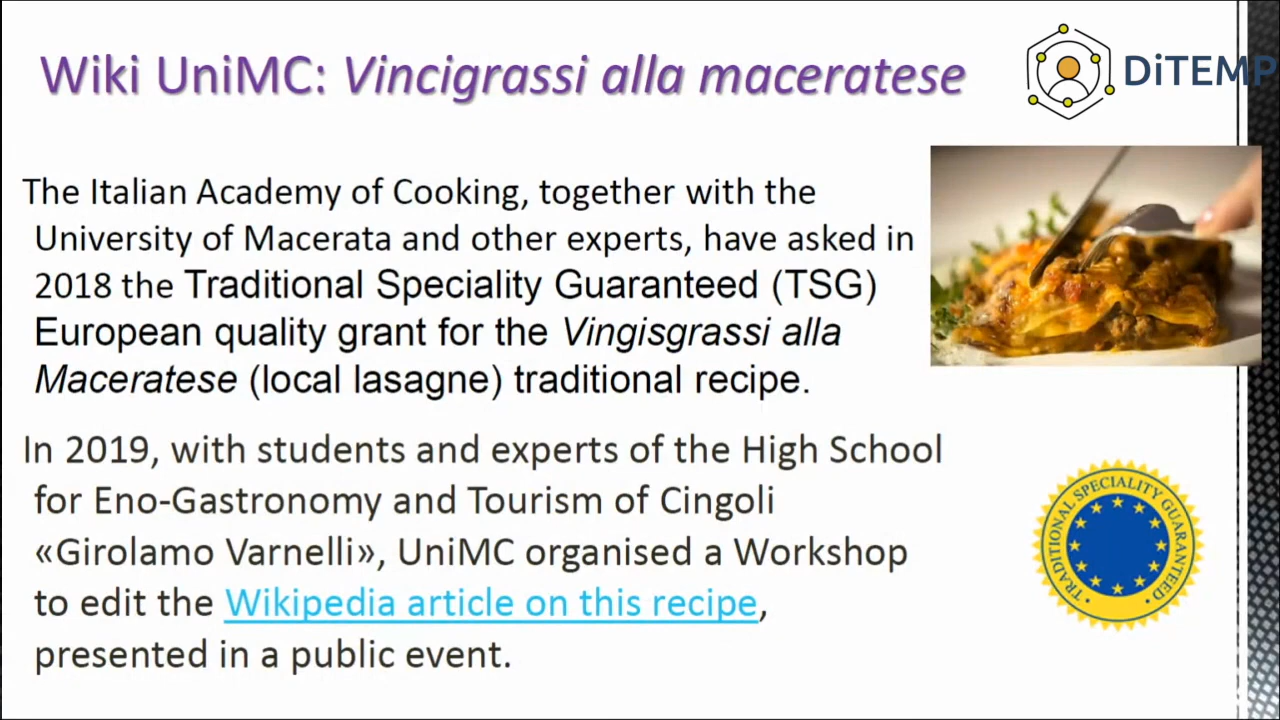 Wiki UniMC: Vincigrassi alla maceratese
DiTEMP
The Italian Academy of Cooking, together with the
University of Macerata and other experts, have asked in
2018 the Traditional Speciality Guaranteed (TSG)
European quality grant for the Vingisgrassi alla
Maceratese (local lasagne) traditional recipe.
In 2019, with students and experts of the High School
for Eno-Gastronomy and Tourism of Cingoli
«Girolamo Varnelli», UniMC organised a Workshop
to edit the Wikipedia article on this recipe,
presented in a public event.
TRADITIONAL SPECIALITY GUARANTEED